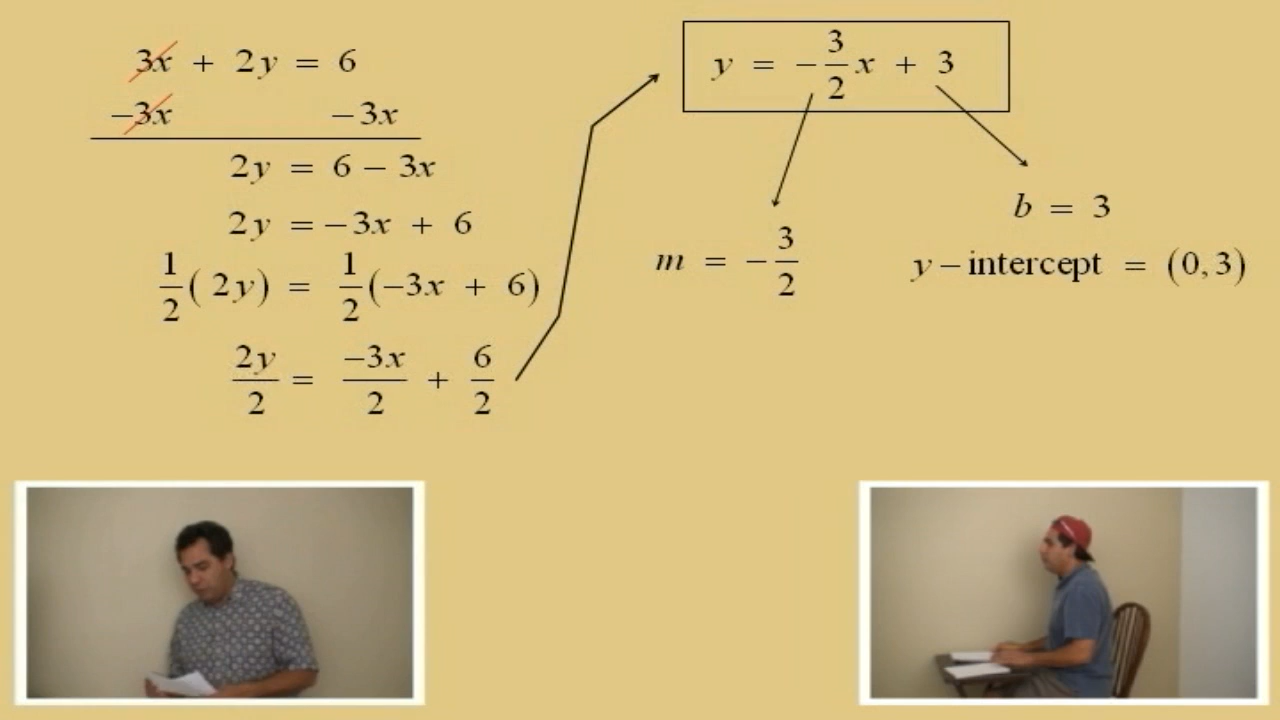 3x + 2y = 6
−3x −3x
2y = 6 − 3x
2y = −3x + 6
1/2( 2y) = 1/2(−3x + 6)
2y/2 = −3x/2 + 6/2
y = −3/2x + 3
m = −3/2
b = 3
y − intercept = (0, 3)